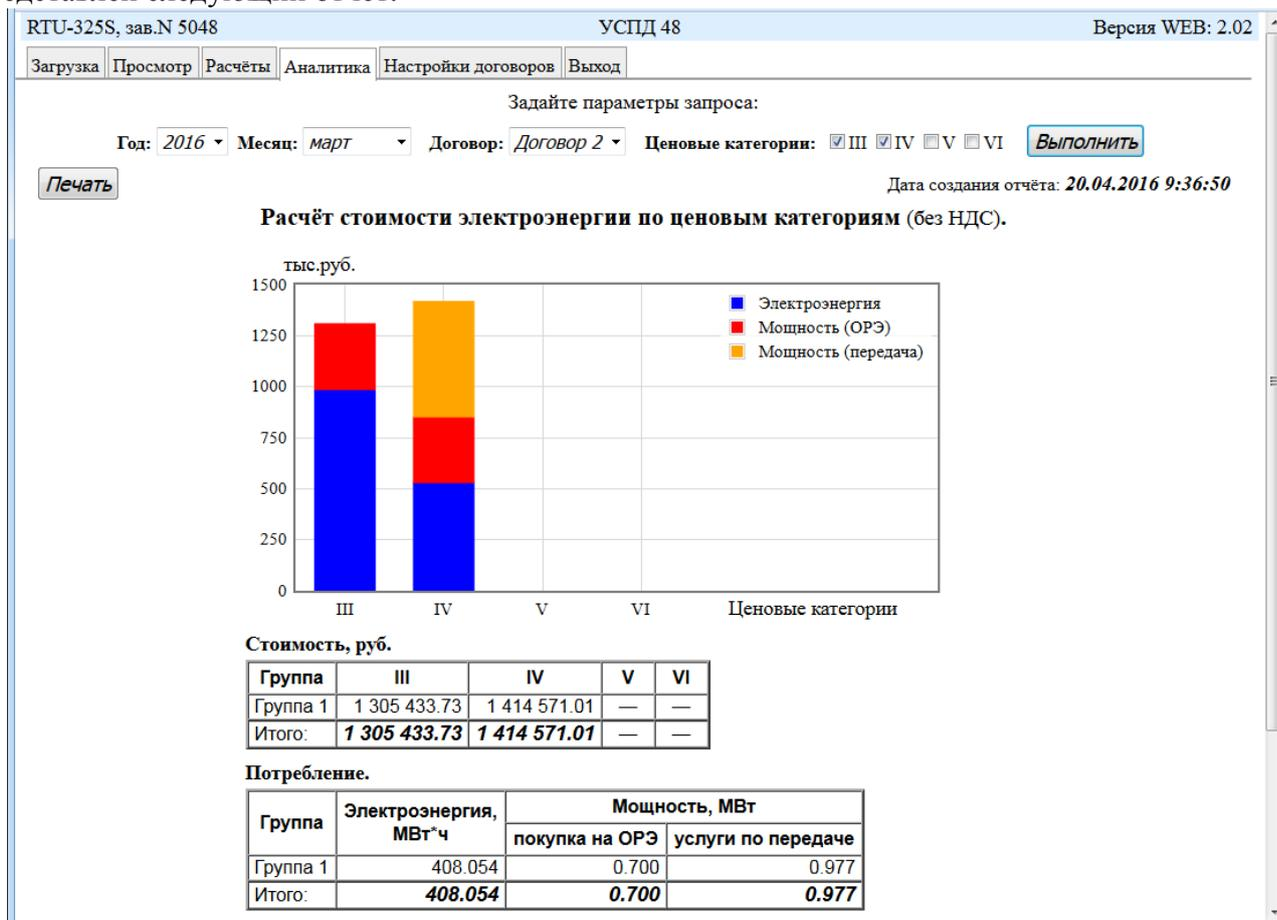 RTU-325S, зав.N 5048 УСПД 48 Версия WEB: 2.02
Загрузка Просмотр Расчёты Аналитика Настройки договоров Выход
Задайте параметры запроса:
Год: 2016 Месяц: март Договор: Договор 2 Ценовые категории: III IV V VI Выполнить
Печать Дата создания отчёта: 20.04.2016 9:36:50
Расчёт стоимости электроэнергии по ценовым категориям (без НДС).
тыс.руб.
1500
Электроэнергия
Мощность (ОРЭ)
1250
Мощность (передача)
1000
750
500
250
0
III IV V VI Ценовые категории
Стоимость, руб.
Группа III IV V VI
Группа 1 1 305 433.73 1 414 571.01 — —
Итого: 1 305 433.73 1 414 571.01 — —
Потребление.
Группа Электроэнергия, МВт*ч Мощность, МВт
покупка на ОРЭ услуги по передаче
Группа 1 408.054 0.700 0.977
Итого: 408.054 0.700 0.977